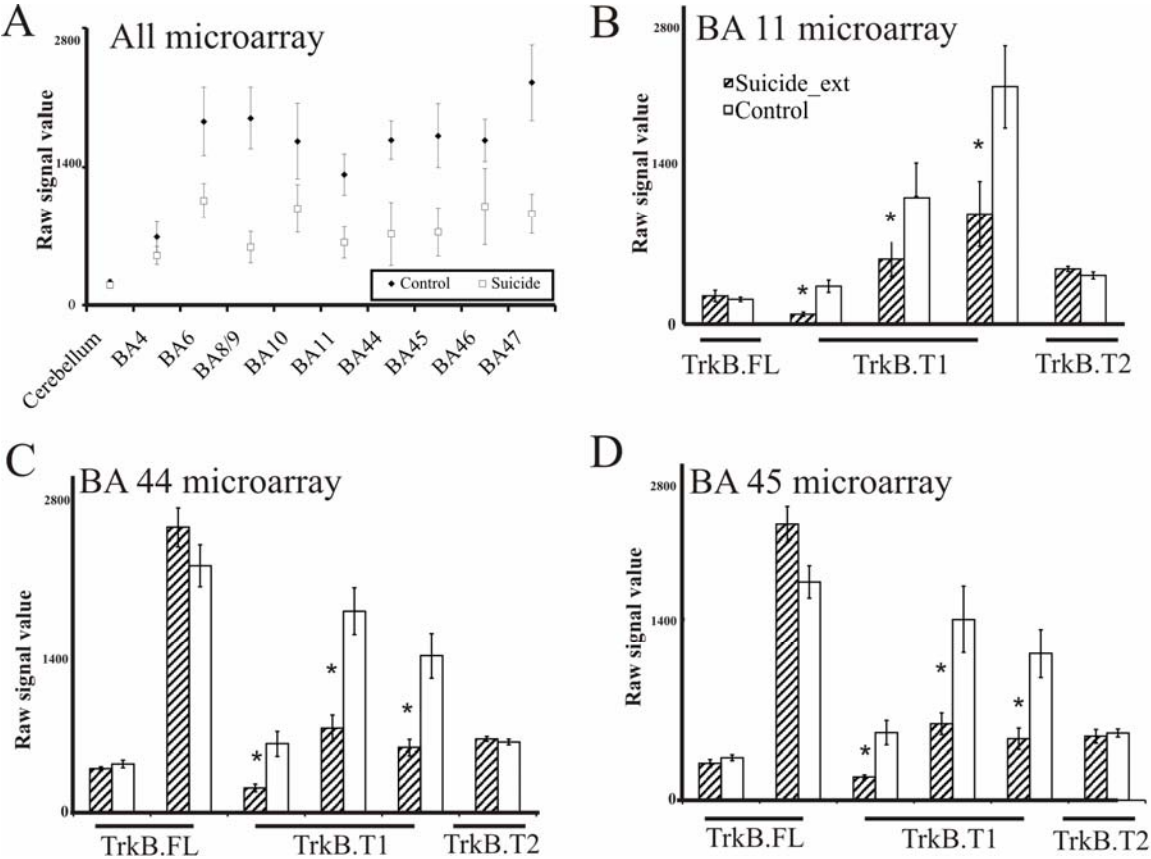 A
All microarray
Raw signal value
2800
1400
0
Control
Suicide
Cerebellum
BA4
BA6
BA8/9
BA10
BA11
BA44
BA45
BA46
BA47
B
BA 11 microarray
Raw signal value
2800
1400
0
Suicide_ext
Control
*
*
*
TrkB.FL
TrkB.T1
TrkB.T2
C
BA 44 microarray
Raw signal value
2800
1400
0
*
*
*
TrkB.FL
TrkB.T1
TrkB.T2
D
BA 45 microarray
Raw signal value
2800
1400
0
*
*
*
TrkB.FL
TrkB.T1
TrkB.T2